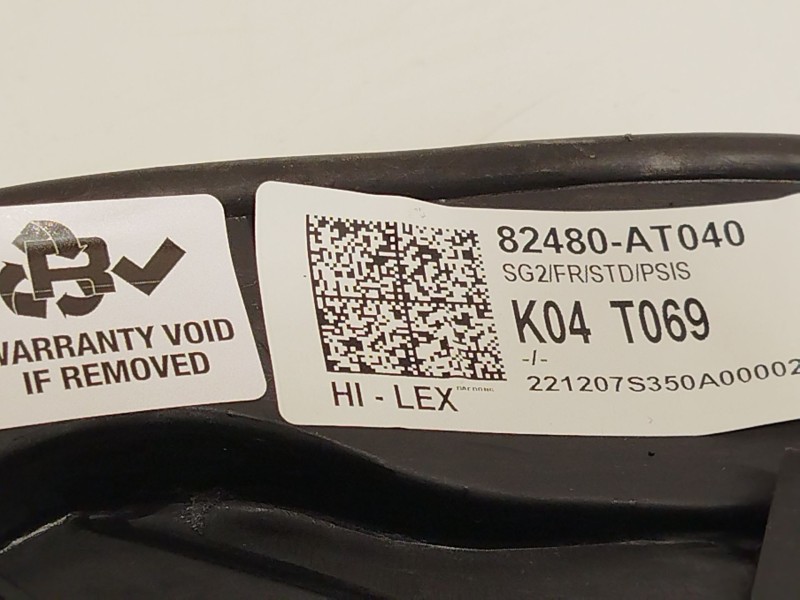 WARRANTY VOID
IF REMOVED
82480-AT040
SG2/FR/STD/PSIS
K04 T069
-/-
221207S350A00002
HI - LEX